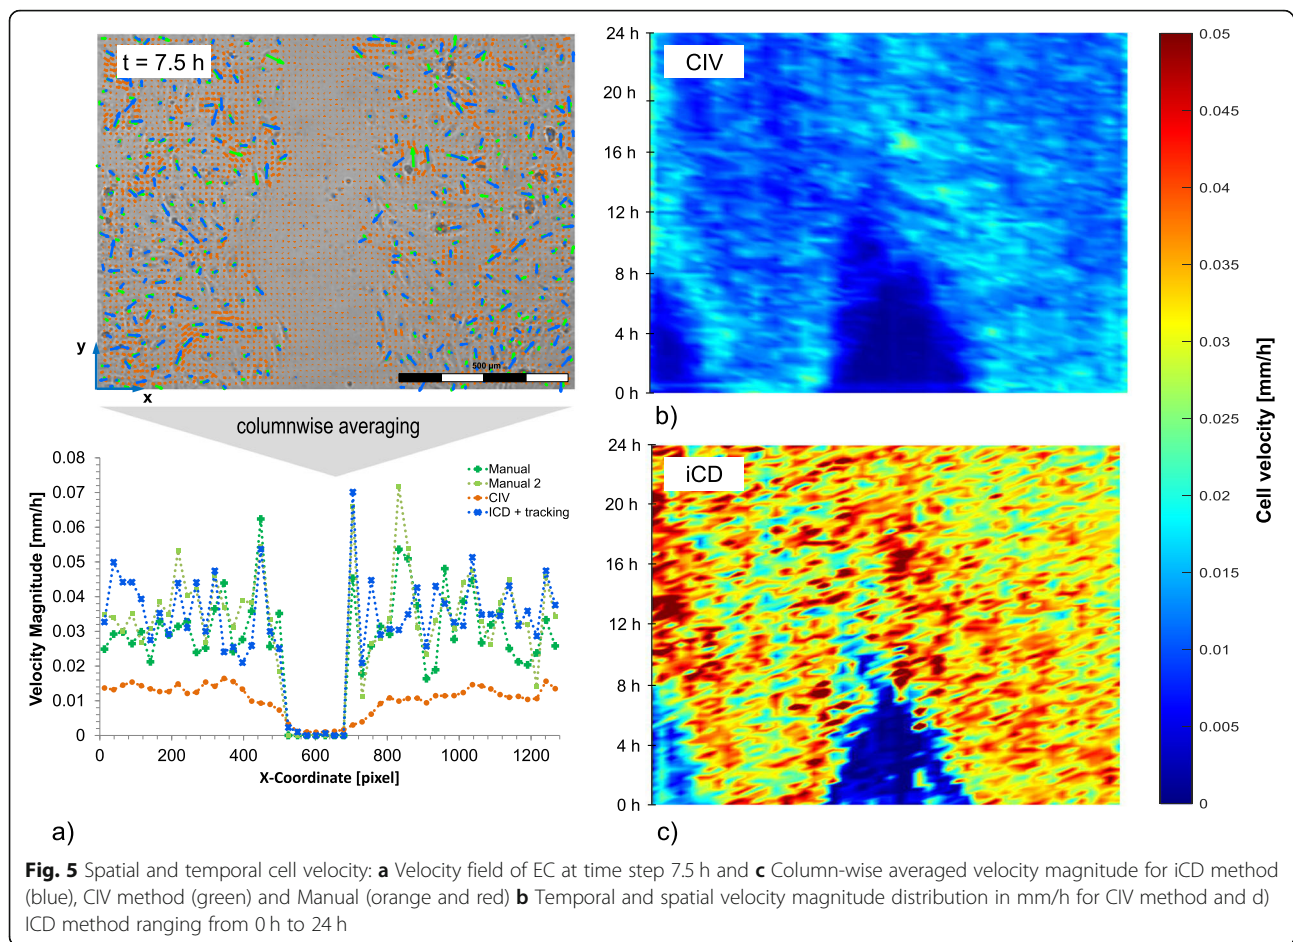 t = 7.5 h
y
x
500 µm
columnwise averaging
0.08
0.07
0.06
0.05
0.04
0.03
0.02
0.01
0
Velocity Magnitude [mm/h]
0 200 400 600 800 1000 1200
X-Coordinate [pixel]
Manual
Manual 2
CIV
ICD + tracking
a)
24 h
20 h
16 h
12 h
8 h
4 h
0 h
CIV
b)
24 h
20 h
16 h
12 h
8 h
4 h
0 h
iCD
c)
0.05
0.045
0.04
0.035
0.03
0.025
0.02
0.015
0.01
0.005
0
Cell velocity [mm/h]
Fig. 5 Spatial and temporal cell velocity: a Velocity field of EC at time step 7.5 h and c Column-wise averaged velocity magnitude for iCD method
(blue), CIV method (green) and Manual (orange and red) b Temporal and spatial velocity magnitude distribution in mm/h for CIV method and d)
ICD method ranging from 0 h to 24 h